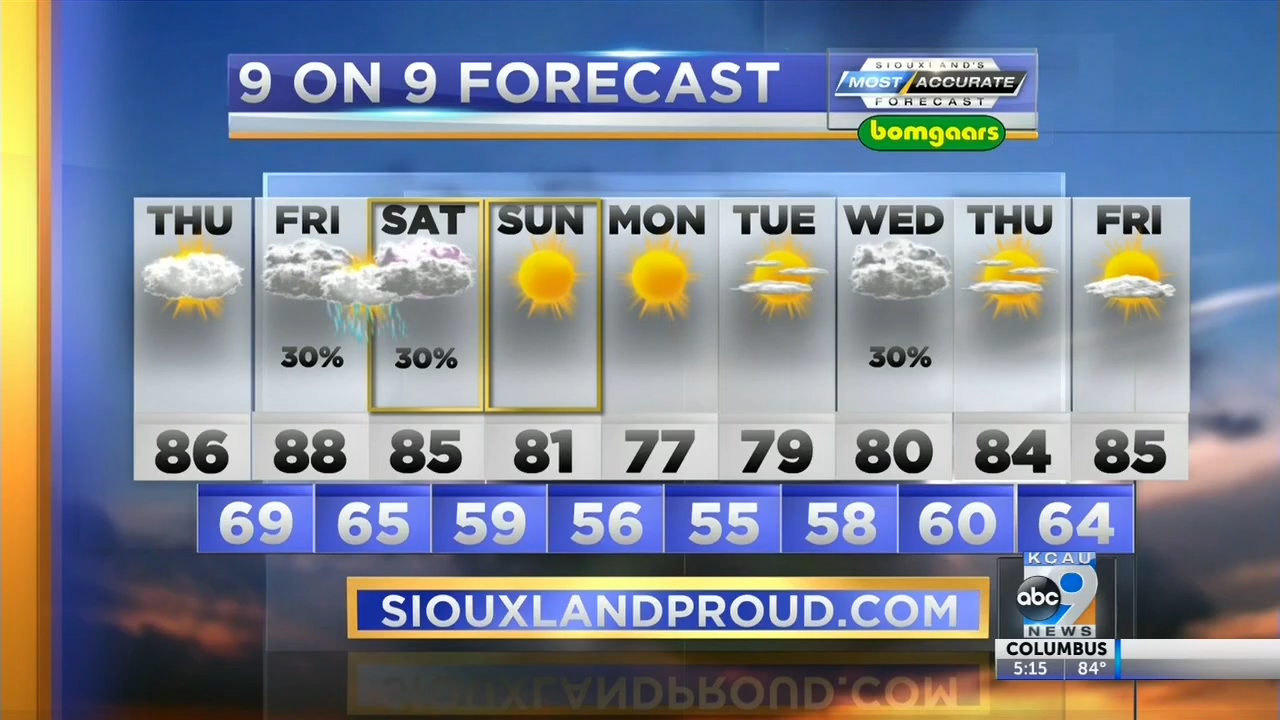 9 ON 9 FORECAST
SIOUXLAND'S
MOST ACCURATE
FORECAST
bomgaars
THU FRI SAT SUN MON TUE WED THU FRI
30% 30% 30%
86 88 85 81 77 79 80 84 85
69 65 59 56 55 58 60 64
SIOUXLANDPROUD.COM
KCAU
abc 9
NEWS
COLUMBUS
5:15 84°